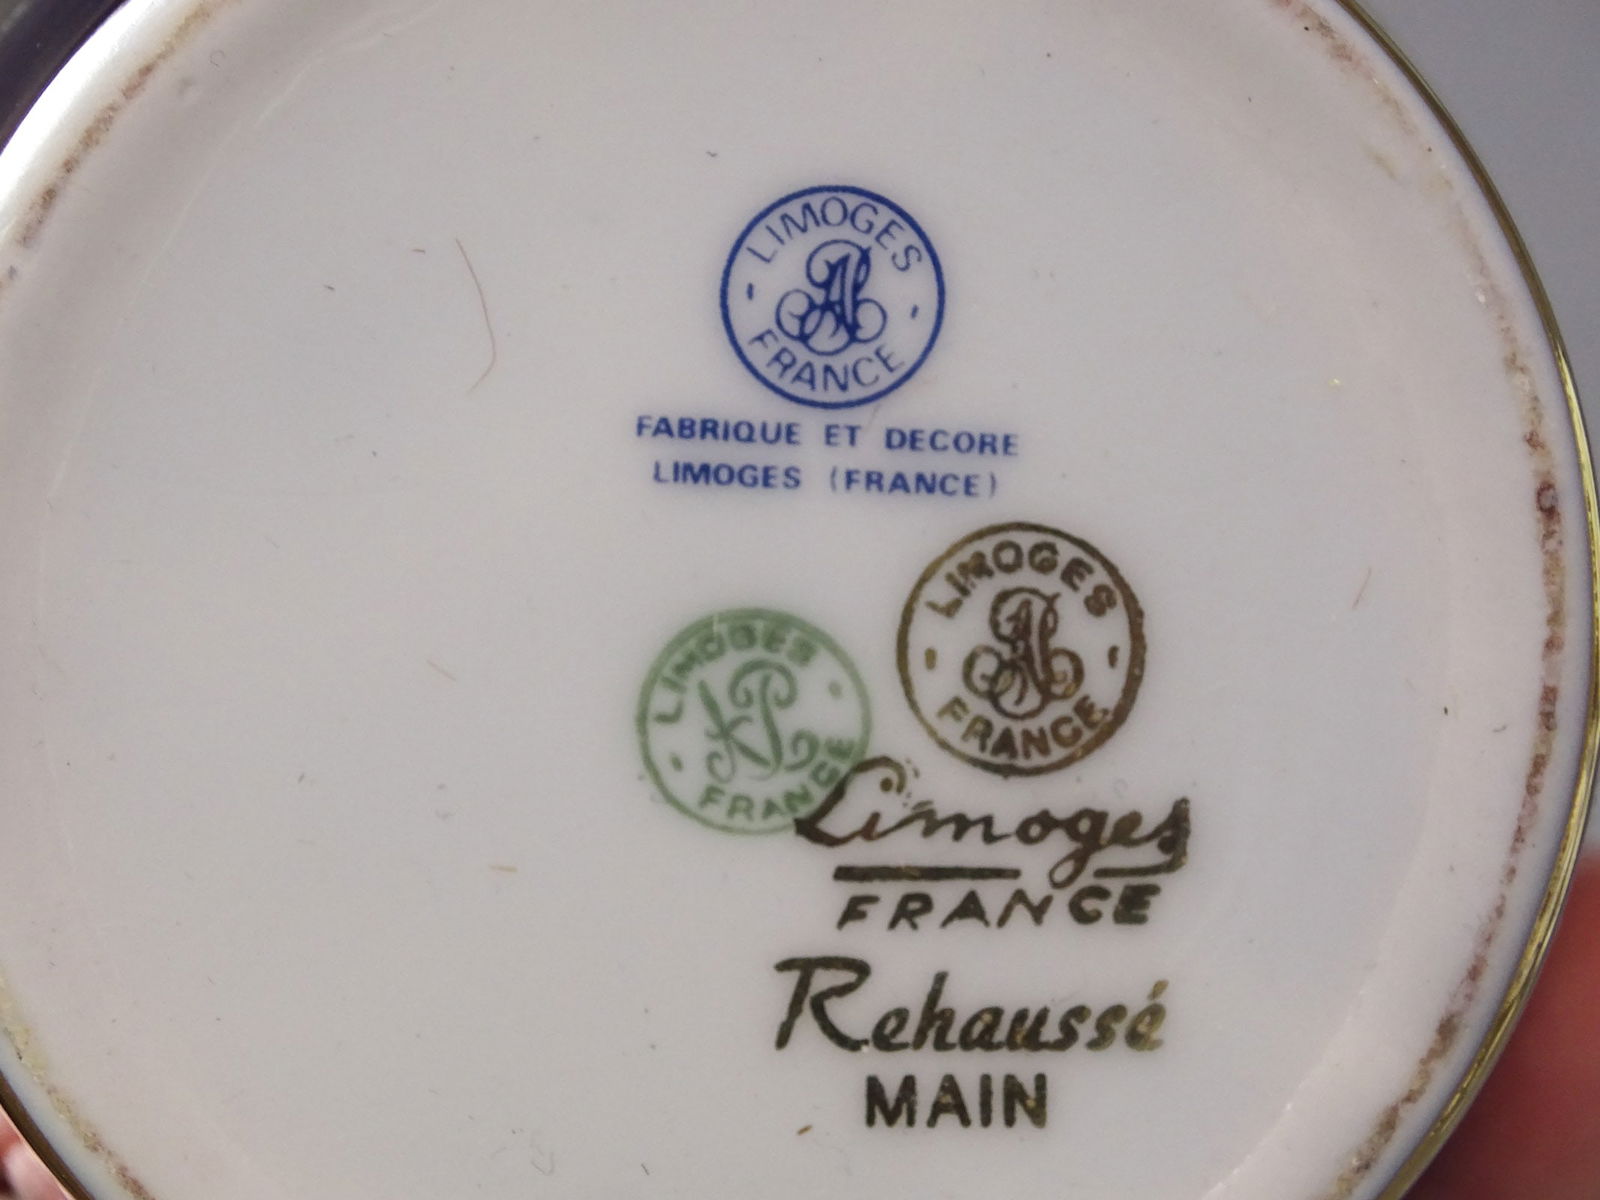 LIMOGES
FRANCE
FABRIQUE ET DECORE
LIMOGES (FRANCE)
LIMOGES
FRANCE
LIMOGES
FRANCE
Limoges
FRANCE
Rehaussé
MAIN